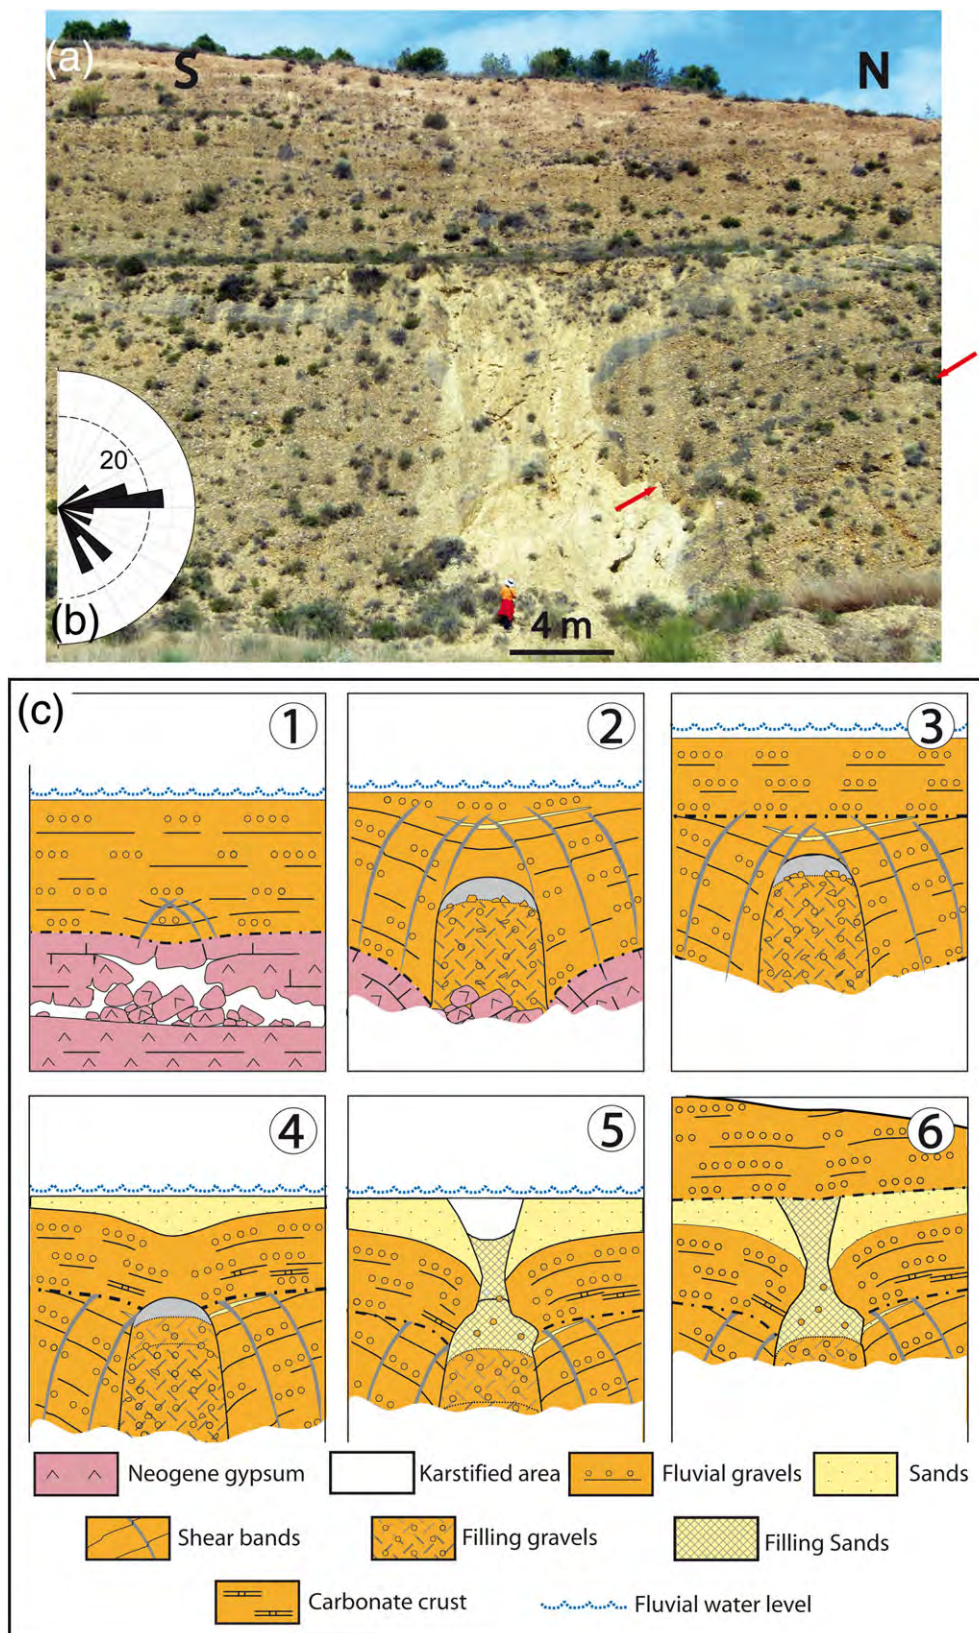 (a)
S
N
20
(b)
4 m
(c)
1
2
3
4
5
6
Neogene gypsum
Karstified area
Fluvial gravels
Sands
Shear bands
Filling gravels
Filling Sands
Carbonate crust
Fluvial water level